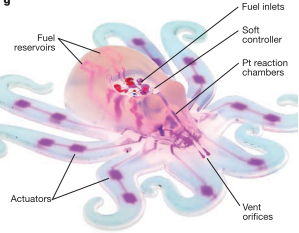 g
Fuel inlets
Soft
controller
Fuel
reservoirs
Pt reaction
chambers
Actuators
Vent
orifices